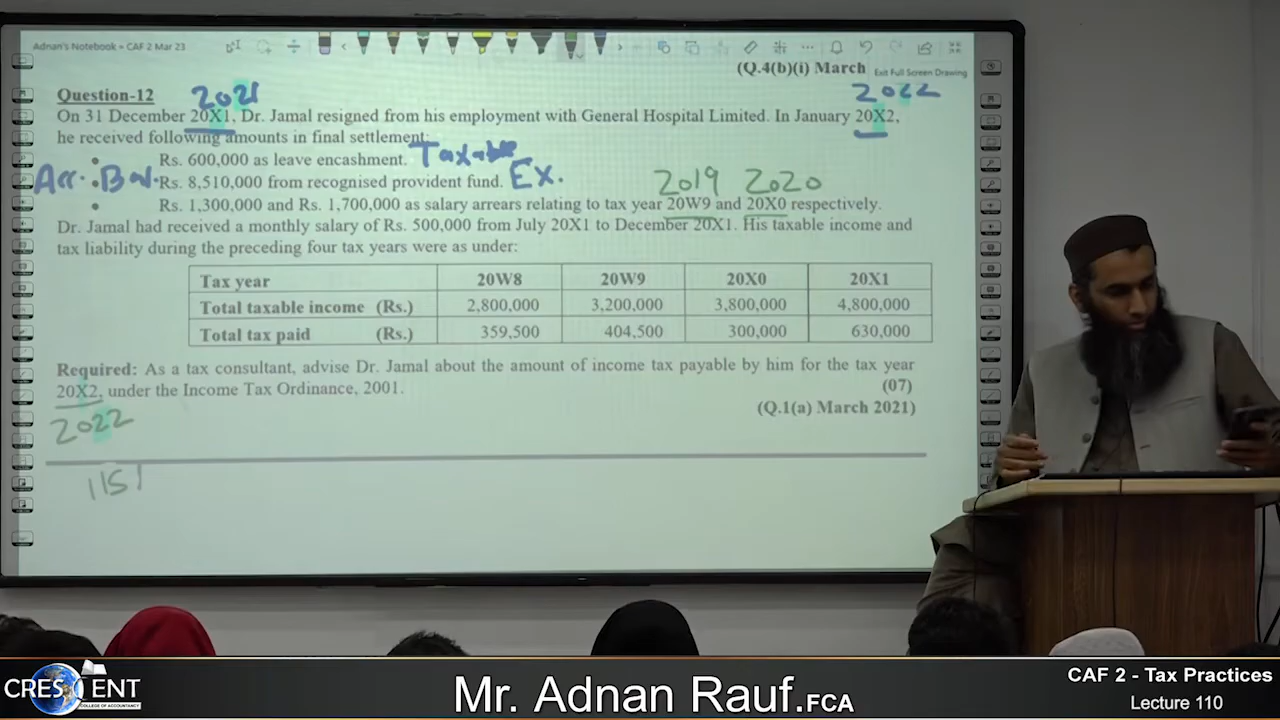 Adnan's Notebook » CAF 2 Mar 23
(Q.4(b)(i) March
Exit Full Screen Drawing
Question-12
2021
2022
On 31 December 20X1, Dr. Jamal resigned from his employment with General Hospital Limited. In January 20X2,
he received following amounts in final settlement:
• Rs. 600,000 as leave encashment. Taxable
Acc. Bal. • Rs. 8,510,000 from recognised provident fund. Ex.
2019 2020
• Rs. 1,300,000 and Rs. 1,700,000 as salary arrears relating to tax year 20W9 and 20X0 respectively.
Dr. Jamal had received a monthly salary of Rs. 500,000 from July 20X1 to December 20X1. His taxable income and
tax liability during the preceding four tax years were as under:
Tax year 20W8 20W9 20X0 20X1
Total taxable income (Rs.) 2,800,000 3,200,000 3,800,000 4,800,000
Total tax paid (Rs.) 359,500 404,500 300,000 630,000
Required: As a tax consultant, advise Dr. Jamal about the amount of income tax payable by him for the tax year
20X2, under the Income Tax Ordinance, 2001. (07)
2022
(Q.1(a) March 2021)
CRESCENT
COLLEGE OF ACCOUNTANCY
Mr. Adnan Rauf.FCA
CAF 2 - Tax Practices
Lecture 110